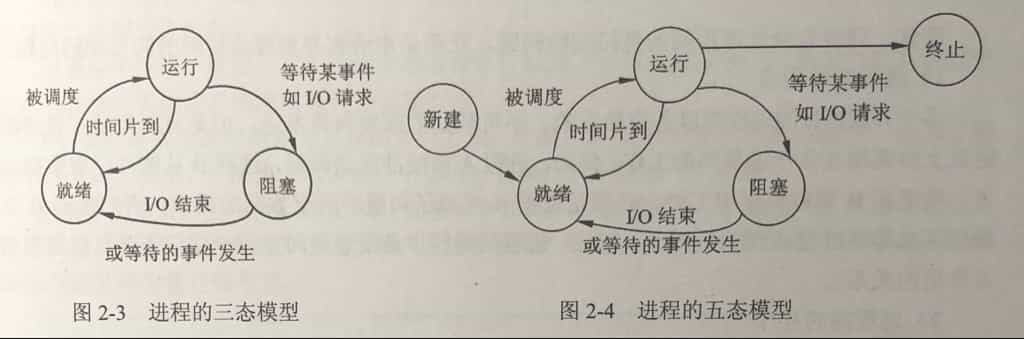 运行
等待某事件
如 I/O 请求
被调度
时间片到
就绪
阻塞
I/O 结束
或等待的事件发生
图 2-3 进程的三态模型
终止
运行
等待某事件
如 I/O 请求
被调度
新建
时间片到
就绪
阻塞
I/O 结束
或等待的事件发生
图 2-4 进程的五态模型